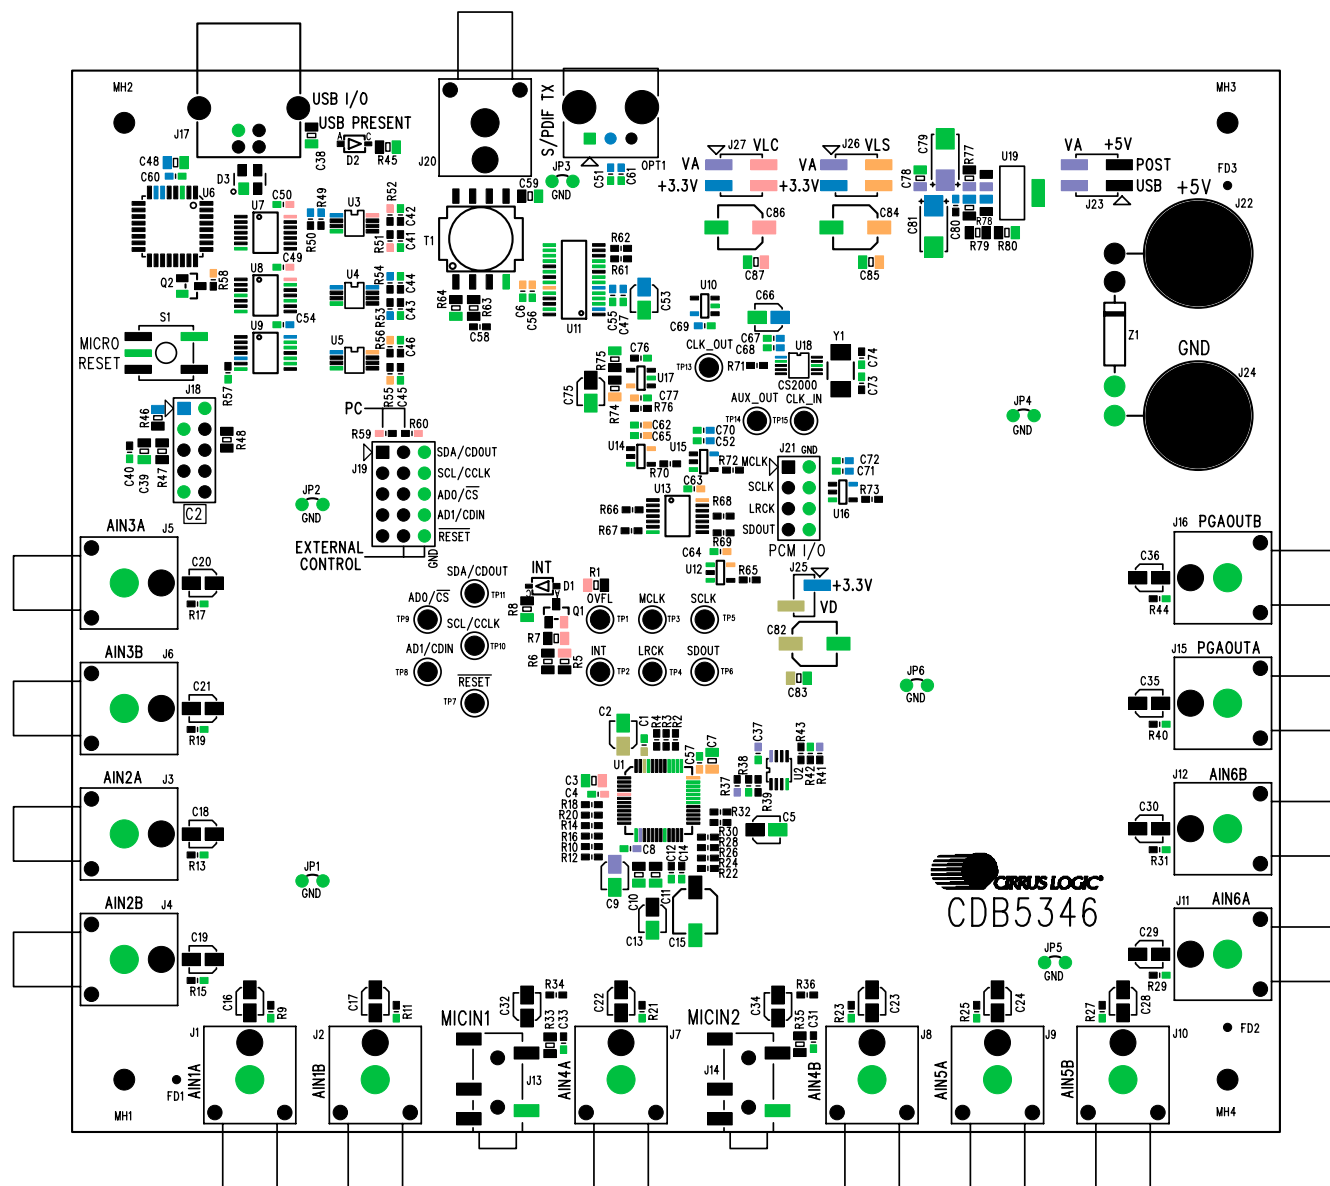 MH2
J17
USB I/O
USB PRESENT
C38
D2
A
C
R45
J20
S/PDIF TX
OPT1
C51
C61
JP3
GND
C59
J27
VLC
VA
+3.3V
C86
C87
J26
VLS
VA
+3.3V
C84
C85
C79
C78
R77
U19
C81
C80
R78
R79
R80
VA
+5V
POST
USB
J23
MH3
FD3
+5V
J22
C48
C60
U6
D3
U7
C50
R49
R50
U3
R52
C42
C41
R51
T1
C49
U8
Q2
R58
U4
R54
C44
C43
R53
R64
R63
C58
C6
C56
U11
R62
R61
C55
C47
C53
U10
C69
C66
C67
C68
U18
CS2000
Y1
C74
C73
Z1
GND
J24
S1
MICRO
RESET
U9
C54
R57
U5
R56
C46
C45
R55
CLK_OUT
TP13
R71
AUX_OUT
TP14
CLK_IN
TP15
R75
C75
R74
C76
U17
C77
R76
C62
C65
U14
R70
C70
C52
U15
R72
JP4
GND
J18
R46
R48
C40
C39
R47
C2
PC
R59
R60
J19
SDA/CDOUT
SCL/CCLK
AD0/CS
AD1/CDIN
RESET
GND
EXTERNAL
CONTROL
JP2
GND
C63
U13
R66
R67
R68
R69
C64
U12
R65
J21
GND
MCLK
SCLK
LRCK
SDOUT
PCM I/O
C72
C71
U16
R73
J25
+3.3V
VD
C82
C83
AIN3A
J5
C20
R17
AIN3B
J6
C21
R19
AIN2A
J3
C18
R13
AIN2B
J4
C19
R15
SDA/CDOUT
TP11
AD0/CS
TP9
SCL/CCLK
TP10
AD1/CDIN
TP8
RESET
TP7
INT
D1
C
A
R8
Q1
R7
R6
R5
R1
OVFL
TP1
MCLK
TP3
SCLK
TP5
INT
TP2
LRCK
TP4
SDOUT
TP6
JP6
GND
J16
PGAOUTB
C36
R44
J15
PGAOUTA
C35
R40
J12
AIN6B
C30
R31
J11
AIN6A
C29
R29
C2
C1
R4
R3
R2
C57
C7
U1
C3
C4
R18
R20
R14
R16
R10
R12
C8
C9
C10
C11
C12
C14
C13
C15
R32
R30
R28
R26
R24
R22
C5
C37
R38
R37
R39
U2
R43
R42
R41
JP1
GND
CIRRUS LOGIC
CDB5346
JP5
GND
C16
R9
J1
AIN1A
C17
R11
J2
AIN1B
MICIN1
C32
R34
R33
C33
J13
C22
R21
J7
AIN4A
MICIN2
C34
R36
R35
C31
J14
R23
C23
J8
AIN4B
R25
C24
J9
AIN5A
R27
C28
J10
AIN5B
FD1
MH1
FD2
MH4